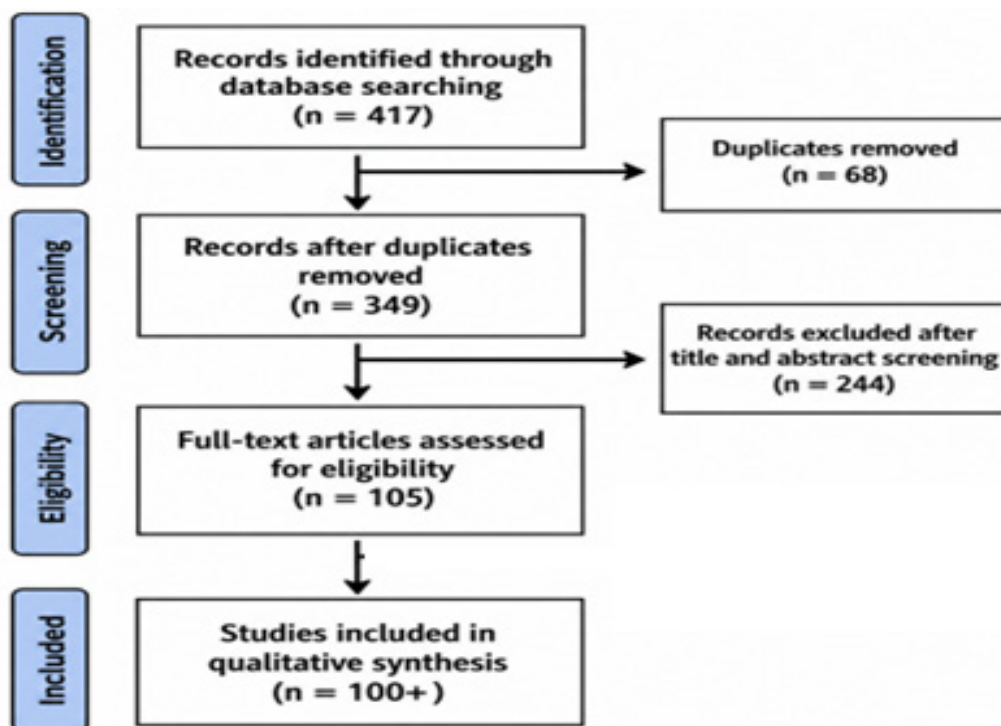 Identification
Records identified through
database searching
(n = 417)
Duplicates removed
(n = 68)
Screening
Records after duplicates
removed
(n = 349)
Records excluded after
title and abstract screening
(n = 244)
Eligibility
Full-text articles assessed
for eligibility
(n = 105)
Included
Studies included in
qualitative synthesis
(n = 100+)